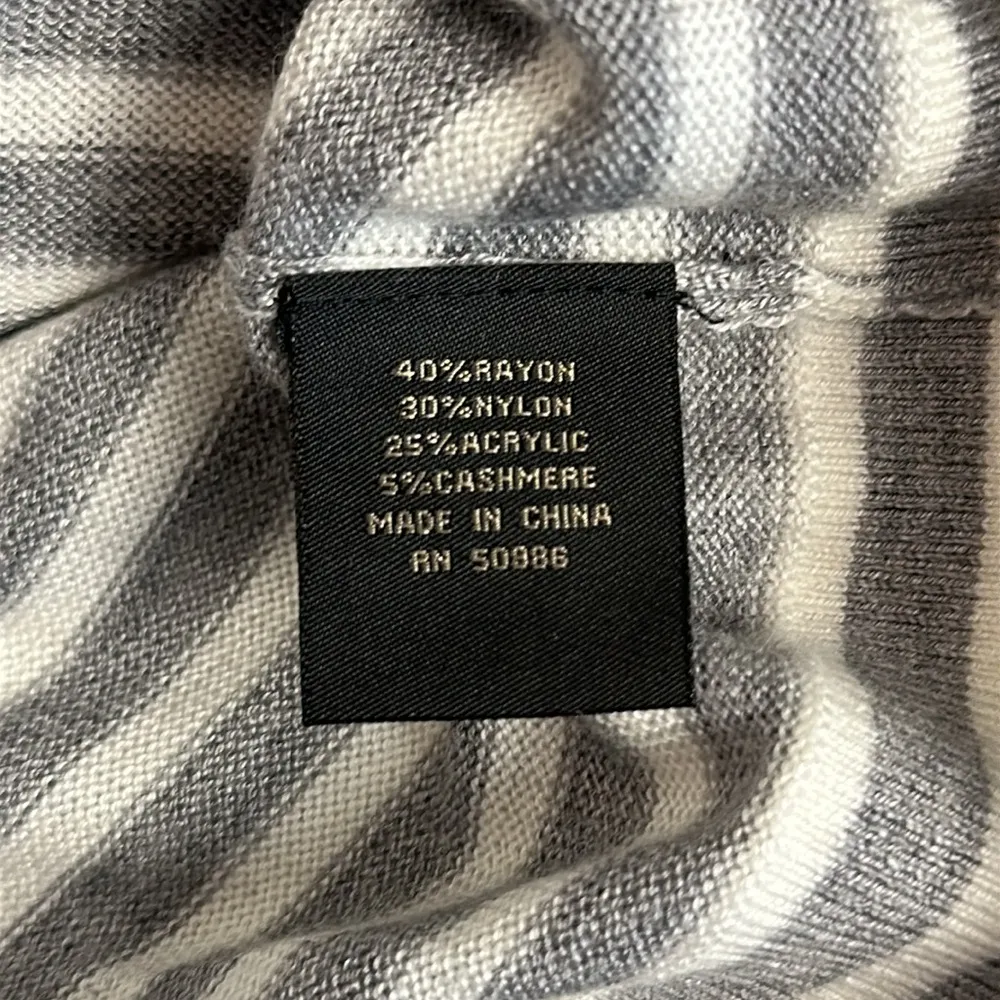 40%RAYON
30%NYLON
25%ACRYLIC
5%CASHMERE
MADE IN CHINA
RN 50986